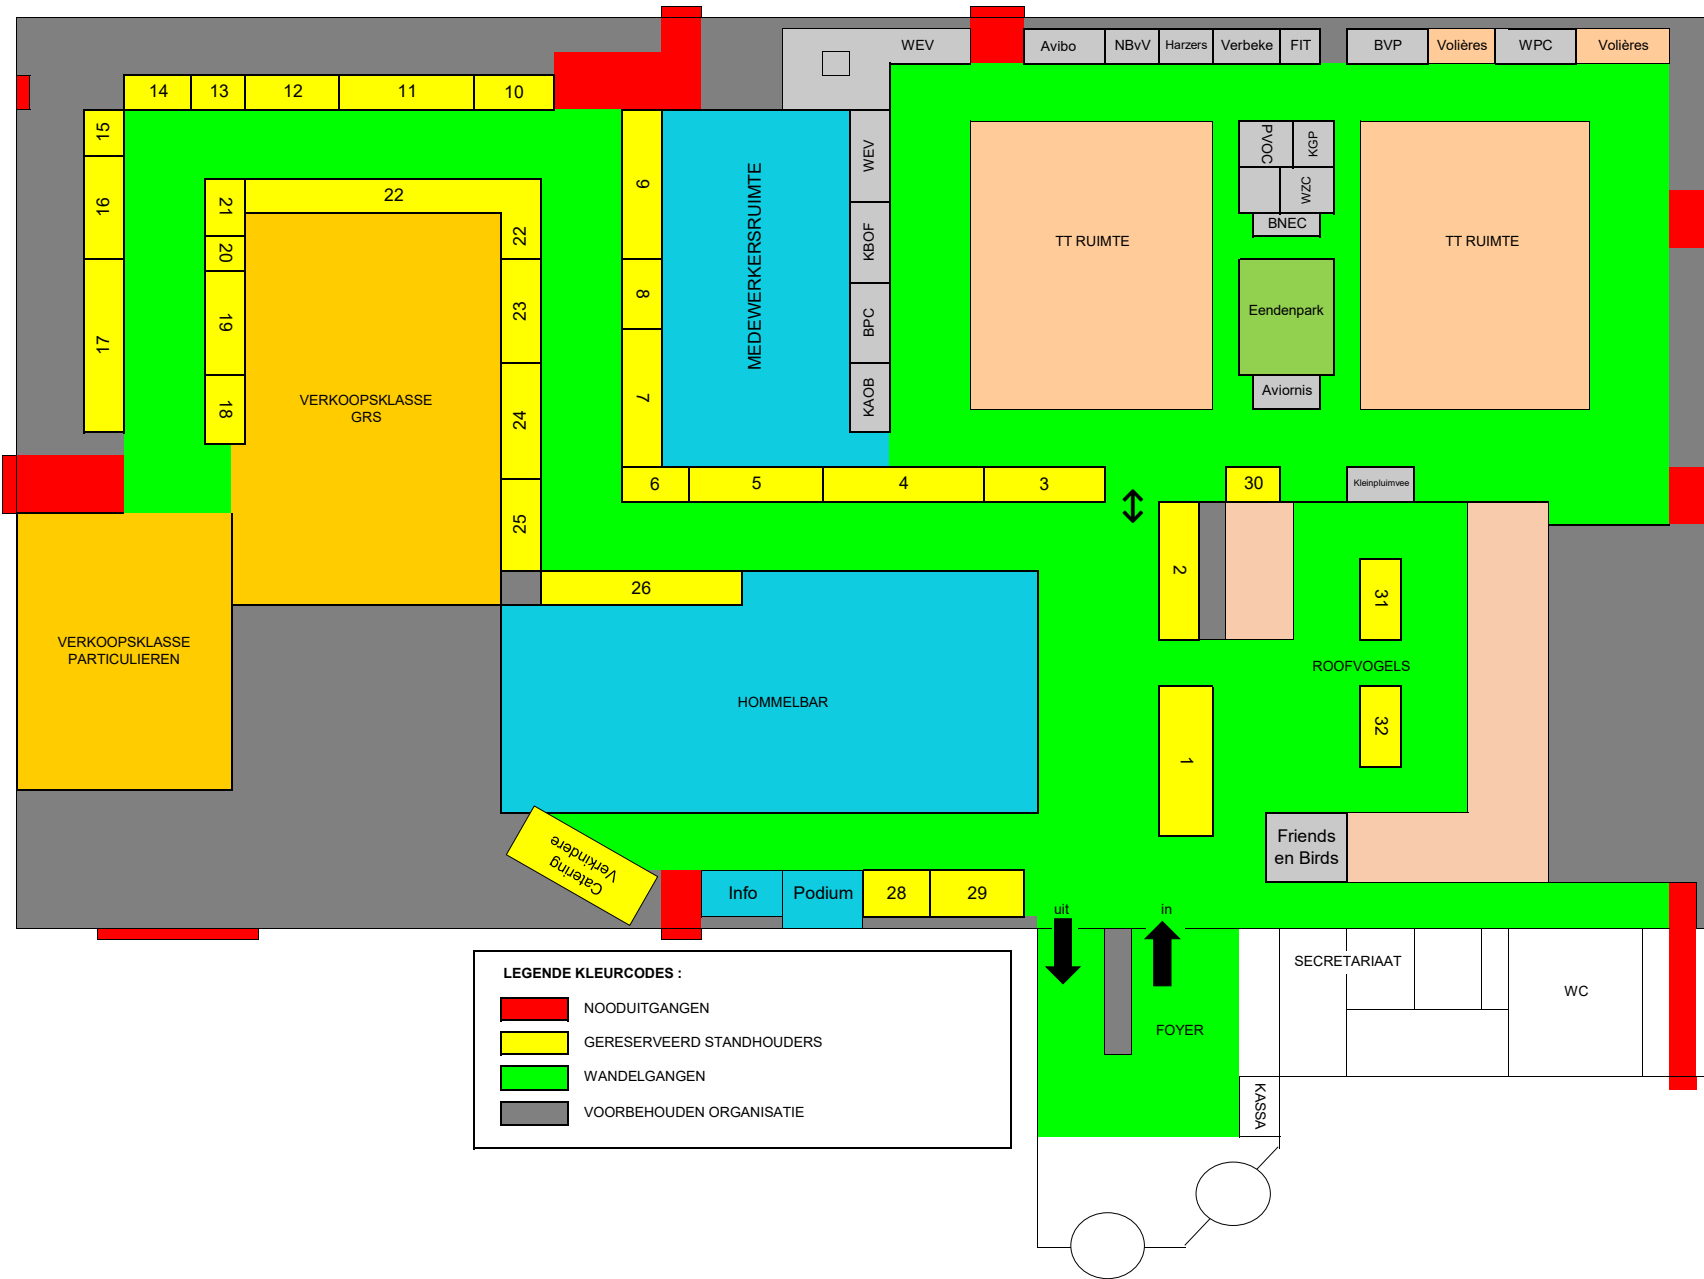 WEV
Avibo
NBvV
Harzers
Verbeke
FIT
BVP
Volières
WPC
Volières
14
13
12
11
10
15
16
17
21
20
19
18
22
22
23
24
25
9
8
7
MEDEWERKERSRUIMTE
WEV
KBOF
BPC
KAOB
TT RUIMTE
PVOC
KGP
WZC
BNEC
Eendenpark
Aviornis
TT RUIMTE
VERKOOPSKLASSE
GRS
6
5
4
3
30
Kleinpluimvee
2
31
26
VERKOOPSKLASSE
PARTICULIEREN
ROOFVOGELS
HOMMELBAR
1
32
Catering
Verkindere
Friends
en Birds
Info
Podium
28
29
uit
in
LEGENDE KLEURCODES :
NOODUITGANGEN
GERESERVEERD STANDHOUDERS
WANDELGANGEN
VOORBEHOUDEN ORGANISATIE
SECRETARIAAT
WC
FOYER
KASSA